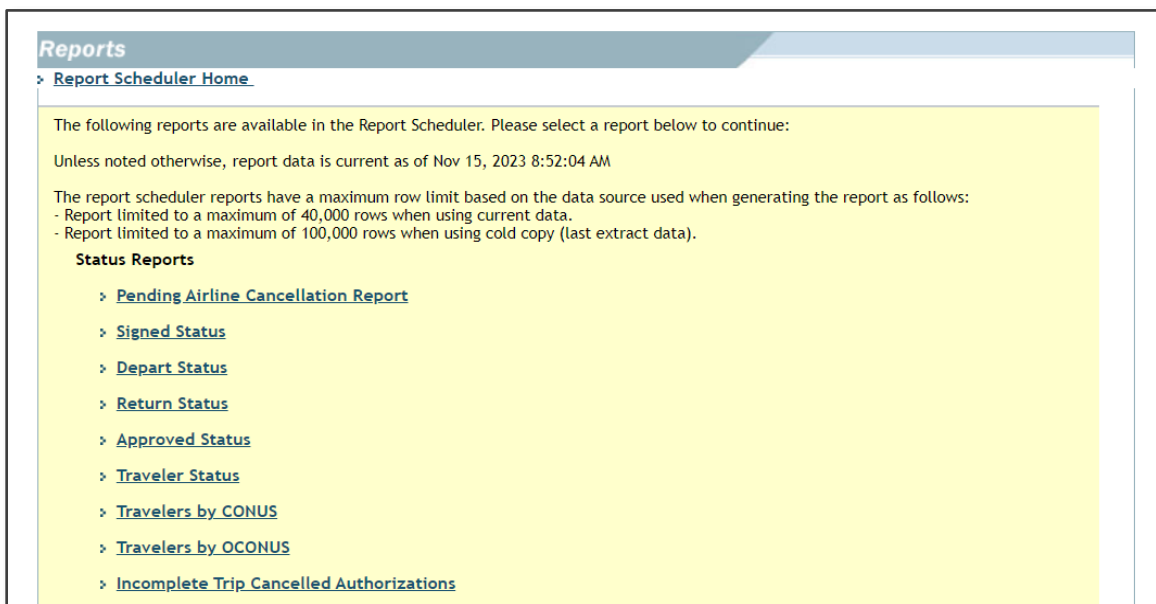 Reports
Report Scheduler Home
The following reports are available in the Report Scheduler. Please select a report below to continue:
Unless noted otherwise, report data is current as of Nov 15, 2023 8:52:04 AM
The report scheduler reports have a maximum row limit based on the data source used when generating the report as follows:
- Report limited to a maximum of 40,000 rows when using current data.
- Report limited to a maximum of 100,000 rows when using cold copy (last extract data).
Status Reports
Pending Airline Cancellation Report
Signed Status
Depart Status
Return Status
Approved Status
Traveler Status
Travelers by CONUS
Travelers by OCONUS
Incomplete Trip Cancelled Authorizations